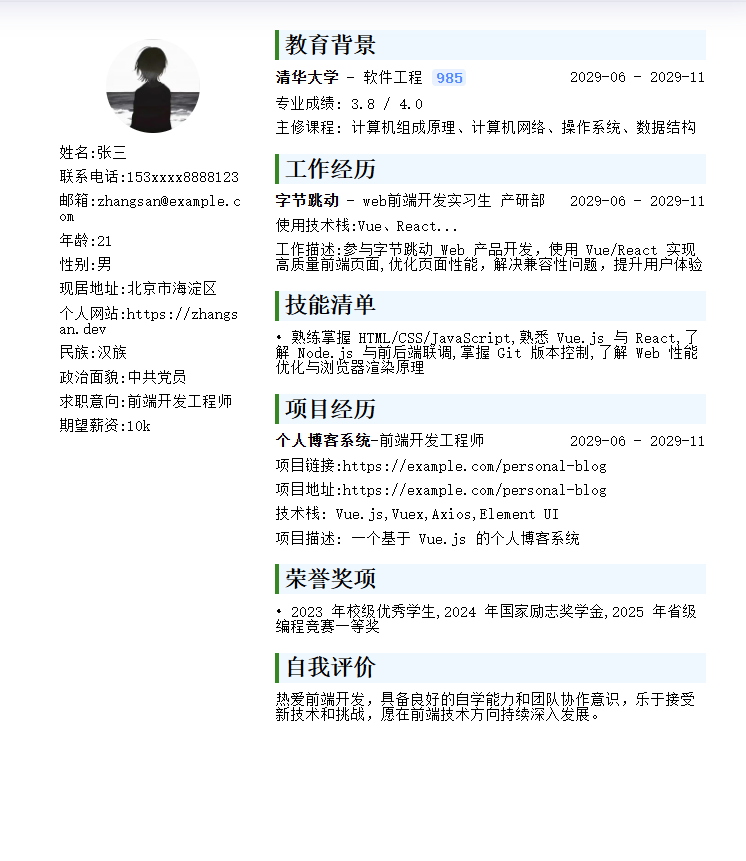 姓名:张三
联系电话:153xxxx8888123
邮箱:zhangsan@example.c
om
年龄:21
性别:男
现居地址:北京市海淀区
个人网站:https://zhangs
an.dev
民族:汉族
政治面貌:中共党员
求职意向:前端开发工程师
期望薪资:10k
教育背景
清华大学 - 软件工程 985 2029-06 - 2029-11
专业成绩: 3.8 / 4.0
主修课程: 计算机组成原理、计算机网络、操作系统、数据结构
工作经历
字节跳动 - web前端开发实习生 产研部 2029-06 - 2029-11
使用技术栈:Vue、React...
工作描述:参与字节跳动 Web 产品开发，使用 Vue/React 实现
高质量前端页面,优化页面性能，解决兼容性问题，提升用户体验
技能清单
• 熟练掌握 HTML/CSS/JavaScript,熟悉 Vue.js 与 React,了
解 Node.js 与前后端联调,掌握 Git 版本控制,了解 Web 性能
优化与浏览器渲染原理
项目经历
个人博客系统-前端开发工程师 2029-06 - 2029-11
项目链接:https://example.com/personal-blog
项目地址:https://example.com/personal-blog
技术栈: Vue.js,Vuex,Axios,Element UI
项目描述: 一个基于 Vue.js 的个人博客系统
荣誉奖项
• 2023 年校级优秀学生,2024 年国家励志奖学金,2025 年省级
编程竞赛一等奖
自我评价
热爱前端开发，具备良好的自学能力和团队协作意识，乐于接受
新技术和挑战，愿在前端技术方向持续深入发展。